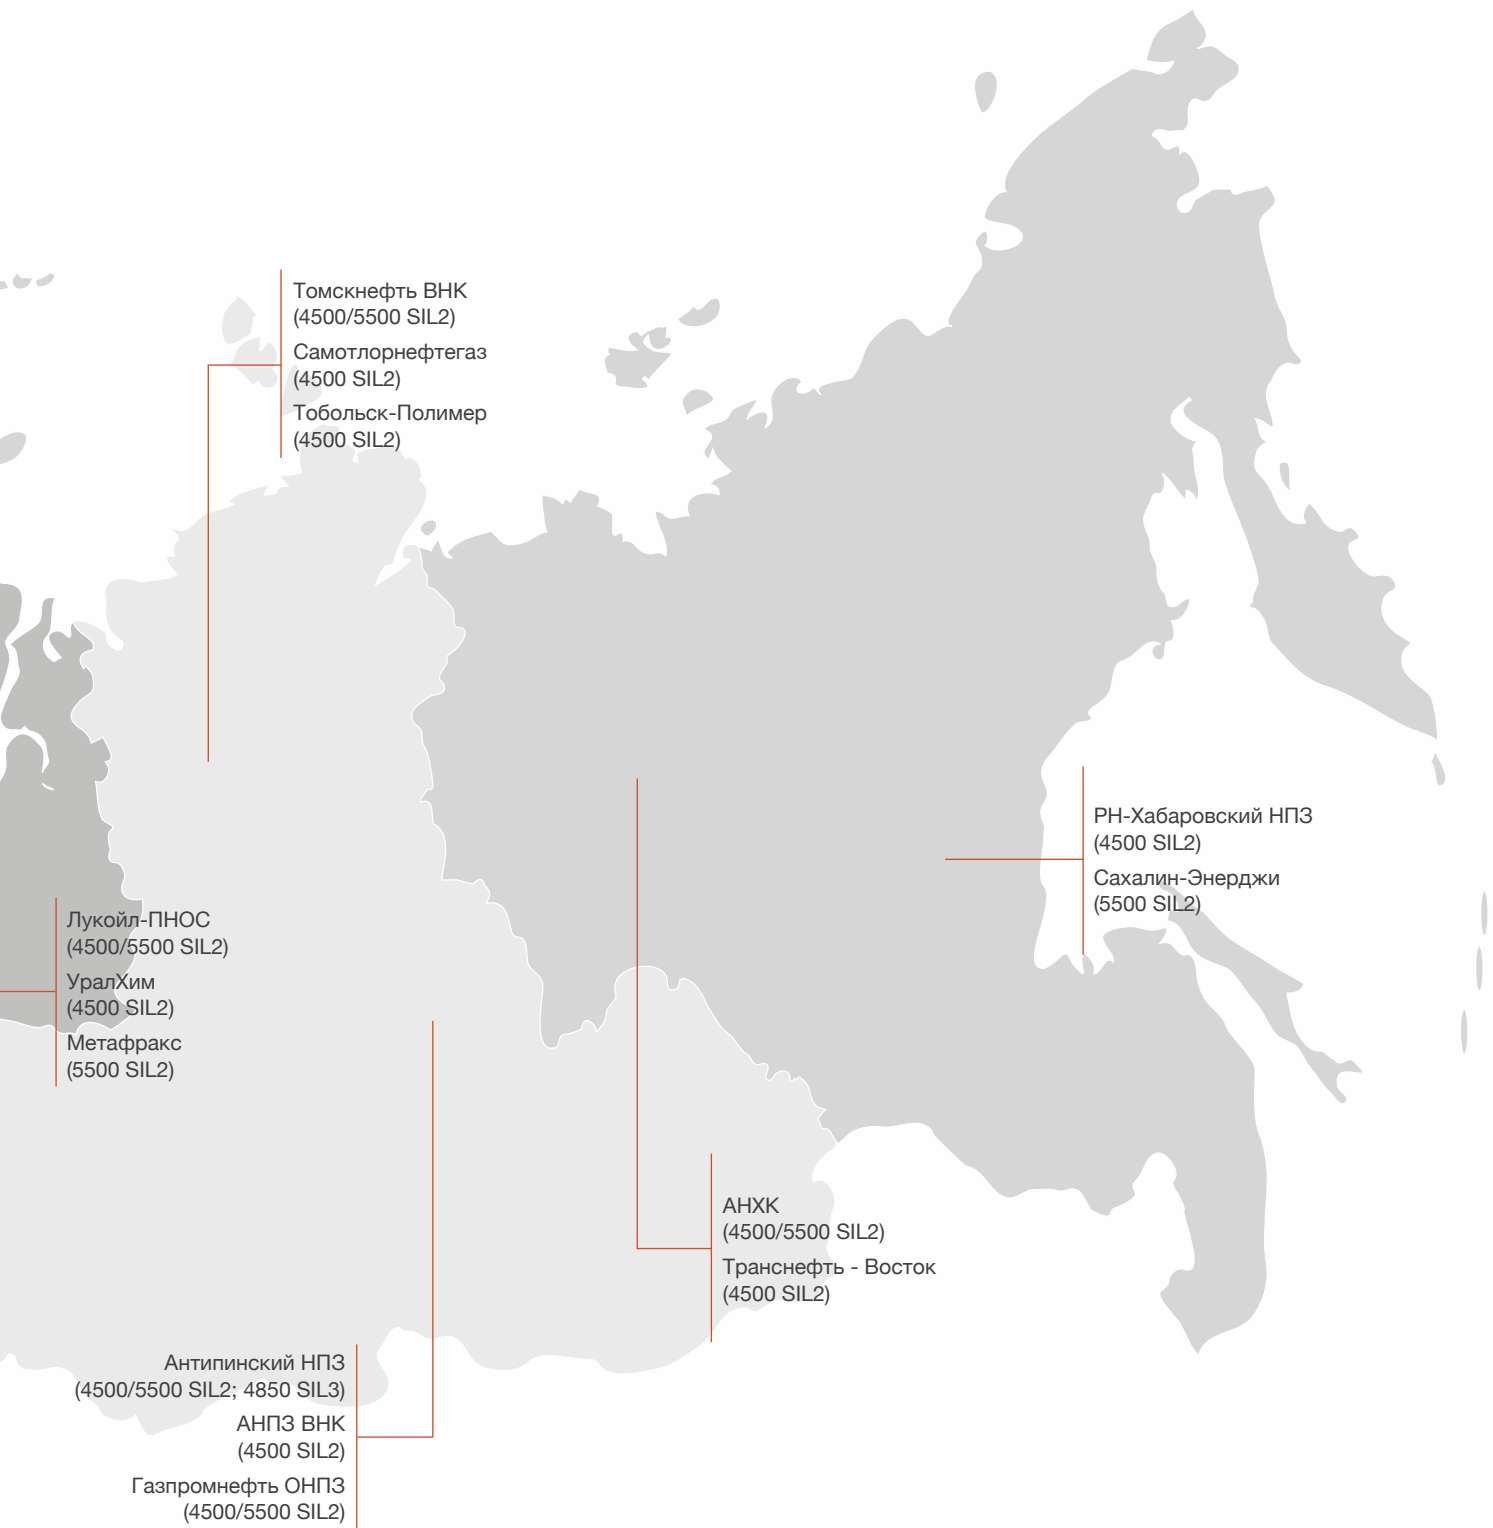 Томскнефть ВНК
(4500/5500 SIL2)
Самотлорнефтегаз
(4500 SIL2)
Тобольск-Полимер
(4500 SIL2)
РН-Хабаровский НПЗ
(4500 SIL2)
Сахалин-Энерджи
(5500 SIL2)
Лукойл-ПНОС
(4500/5500 SIL2)
УралХим
(4500 SIL2)
Метафракс
(5500 SIL2)
АНХК
(4500/5500 SIL2)
Транснефть - Восток
(4500 SIL2)
Антипинский НПЗ
(4500/5500 SIL2; 4850 SIL3)
АНПЗ ВНК
(4500 SIL2)
Газпромнефть ОНПЗ
(4500/5500 SIL2)